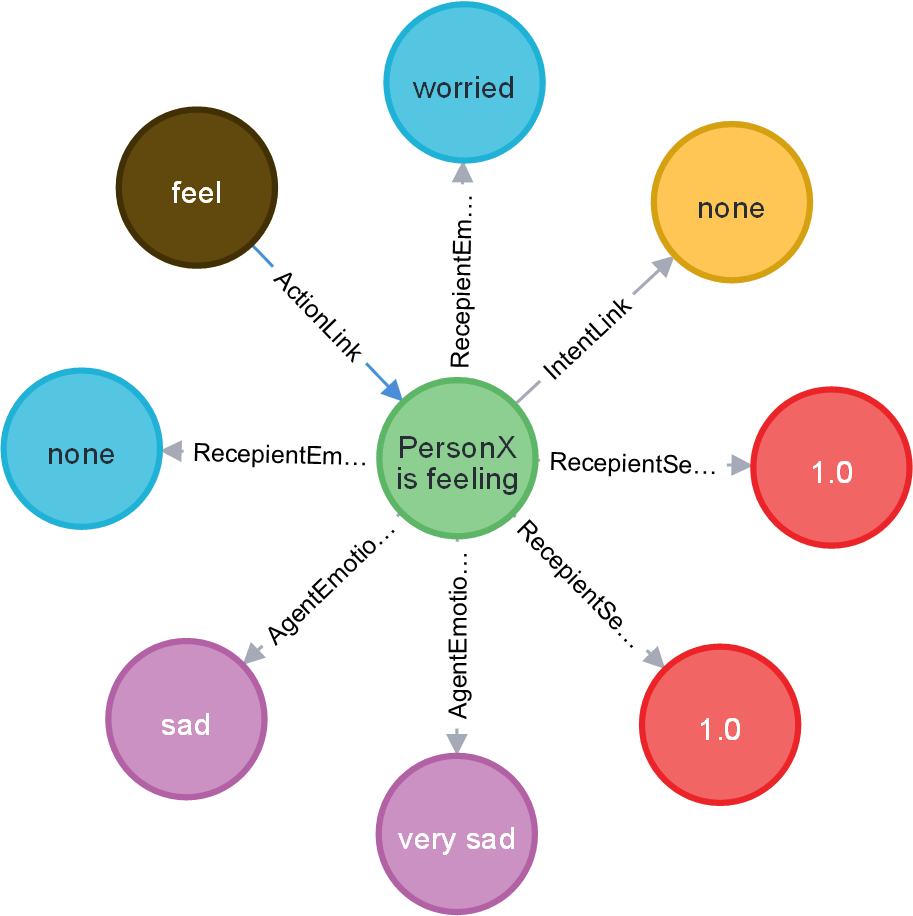 worried
feel
none
RecepientEm...
ActionLink
IntentLink
none
RecepientEm...
PersonX
is feeling
RecepientSe...
1.0
AgentEmotio...
AgentEmotio...
RecepientSe...
sad
1.0
very sad